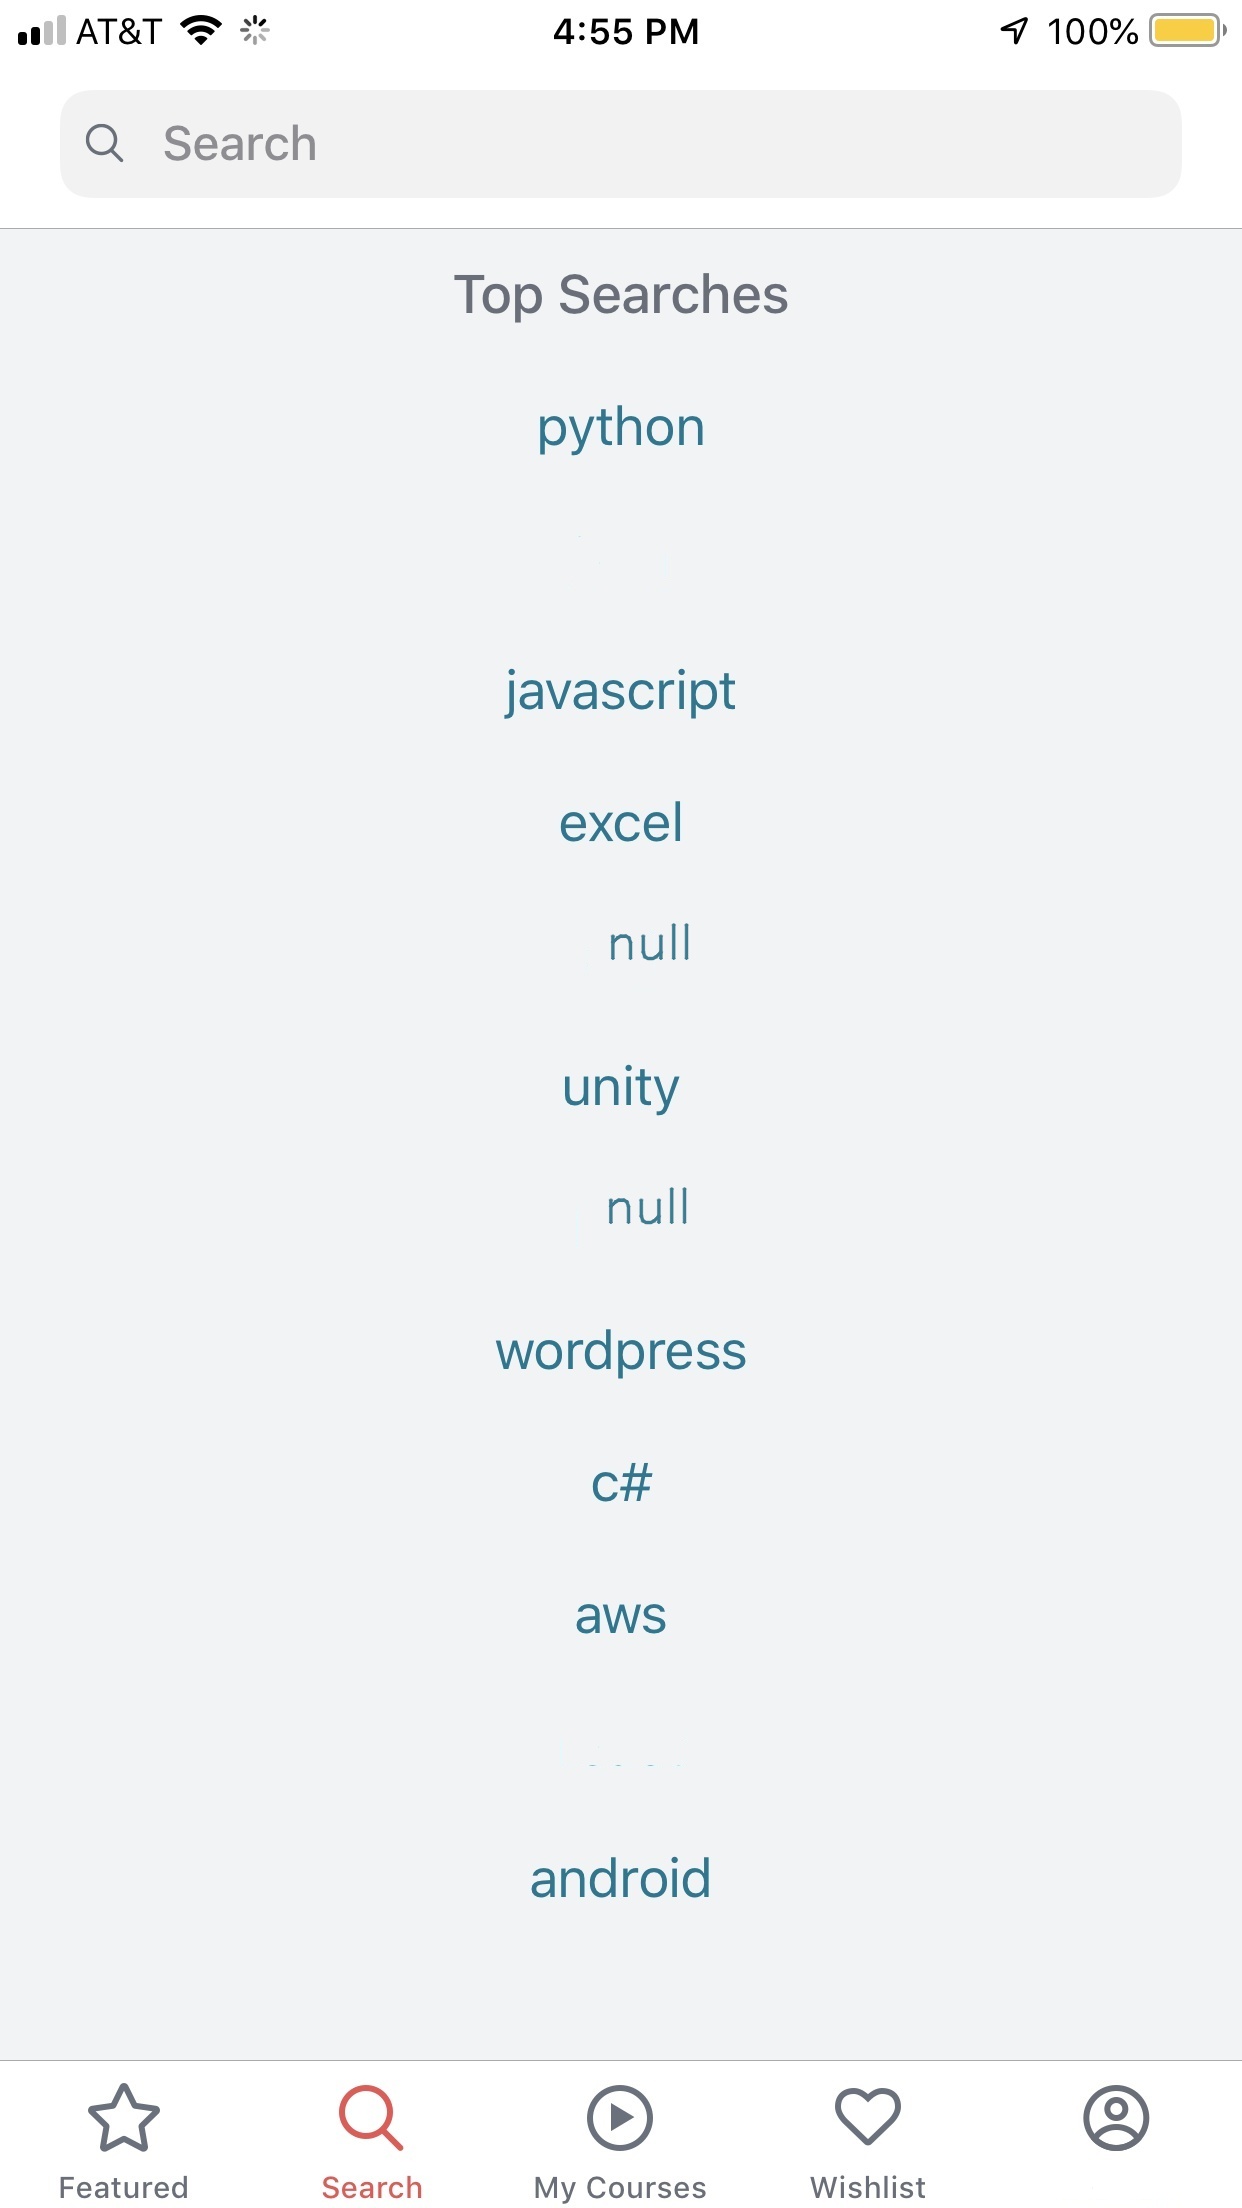 AT&T 4:55 PM 100%
Search
Top Searches
python
javascript
excel
null
unity
null
wordpress
c#
aws
android
Featured Search My Courses Wishlist